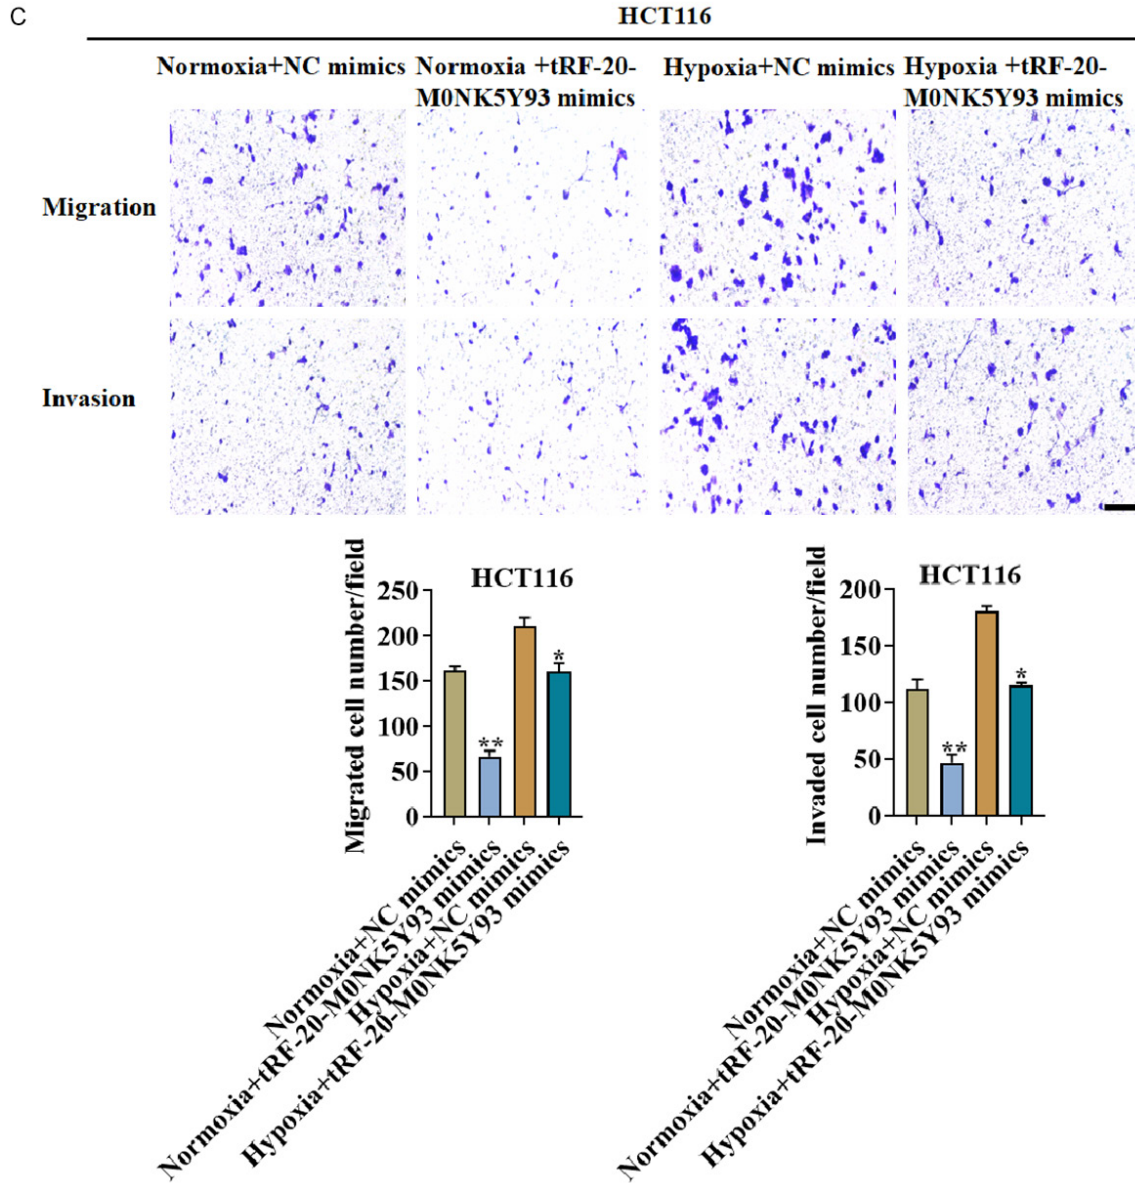 C
HCT116
Normoxia+NC mimics
Normoxia +tRF-20-
M0NK5Y93 mimics
Hypoxia+NC mimics
Hypoxia +tRF-20-
M0NK5Y93 mimics
Migration
Invasion
HCT116
Migrated cell number/field
250
200
150
100
50
0
**
*
Normoxia+NC mimics
Normoxia+tRF-20-M0NK5Y93 mimics
Hypoxia+NC mimics
Hypoxia+tRF-20-M0NK5Y93 mimics
HCT116
Invaded cell number/field
200
150
100
50
0
**
*
Normoxia+NC mimics
Normoxia+tRF-20-M0NK5Y93 mimics
Hypoxia+NC mimics
Hypoxia+tRF-20-M0NK5Y93 mimics